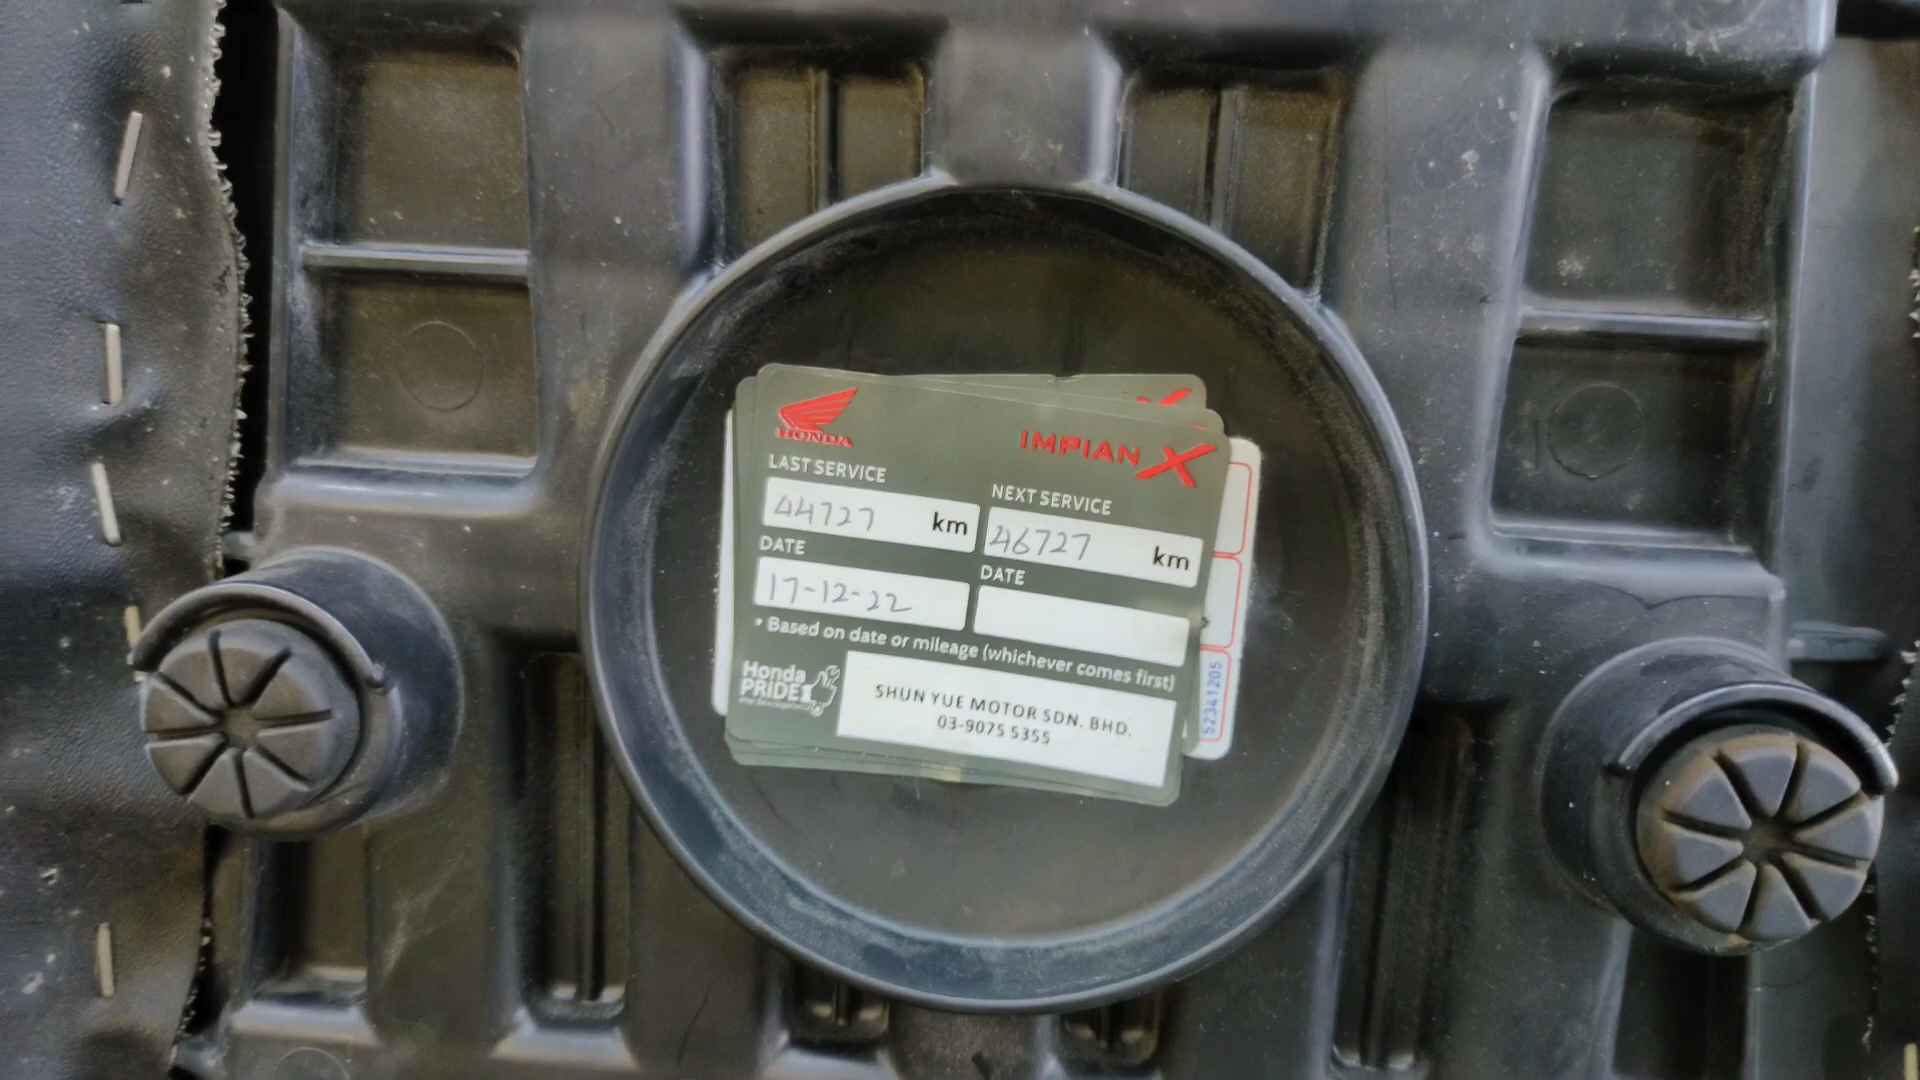 HONDA
IMPIAN X
LAST SERVICE
NEXT SERVICE
44727 km
46727 km
DATE
DATE
17-12-22
* Based on date or mileage (whichever comes first)
Honda
PRIDE
SHUN YUE MOTOR SDN. BHD.
03-9075 5355
52341205